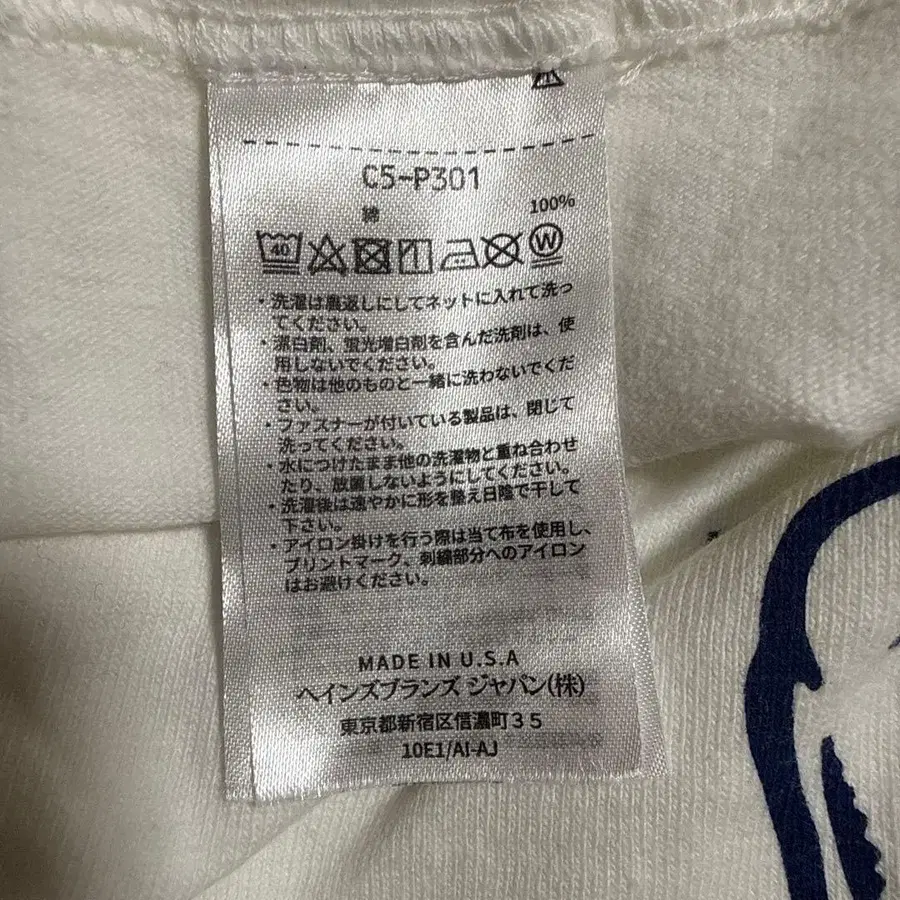 C5-P301
綿 100%
40 W
・洗濯は裏返しにしてネットに入れて洗っ
てください。
・漂白剤、蛍光増白剤を含んだ洗剤は、使
用しないでください。
・色物は他のものと一緒に洗わないでくだ
さい。
・ファスナーが付いている製品は、閉じて
洗ってください。
・水につけたまま他の洗濯物と重ね合わせ
たり、放置しないようにしてください。
・洗濯後は速やかに形を整え日陰で干して
下さい。
・アイロン掛けを行う際は当て布を使用し、
プリントマーク、刺繍部分へのアイロン
はお避けください。
MADE IN U.S.A
ヘインズブランズ ジャパン(株)
東京都新宿区信濃町３５
10E1/AI-AJ